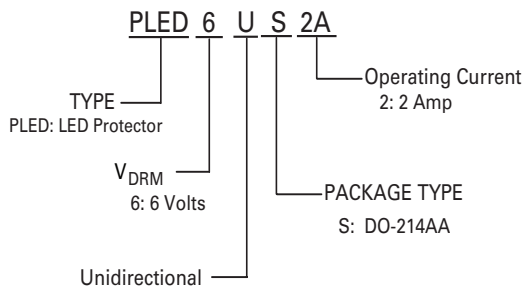 PLED 6 U S 2A
Operating Current
2: 2 Amp
TYPE
PLED: LED Protector
VDRM
6: 6 Volts
PACKAGE TYPE
S: DO-214AA
Unidirectional